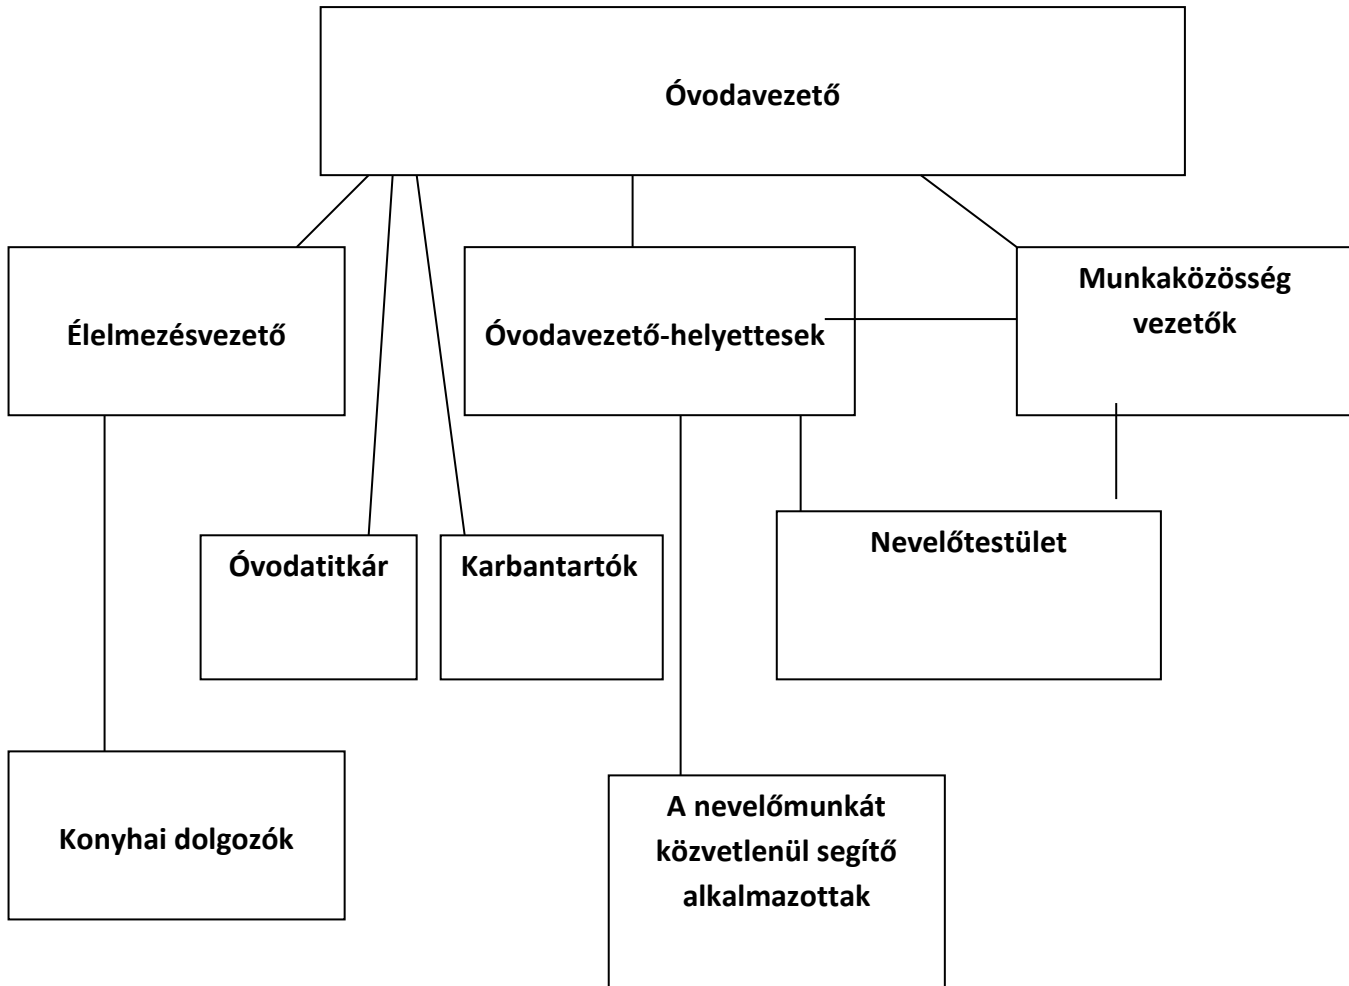 Óvodavezető
Élelmezésvezető
Óvodavezető-helyettesek
Munkaközösség
vezetők
Óvodatitkár
Karbantartók
Nevelőtestület
Konyhai dolgozók
A nevelőmunkát
közvetlenül segítő
alkalmazottak